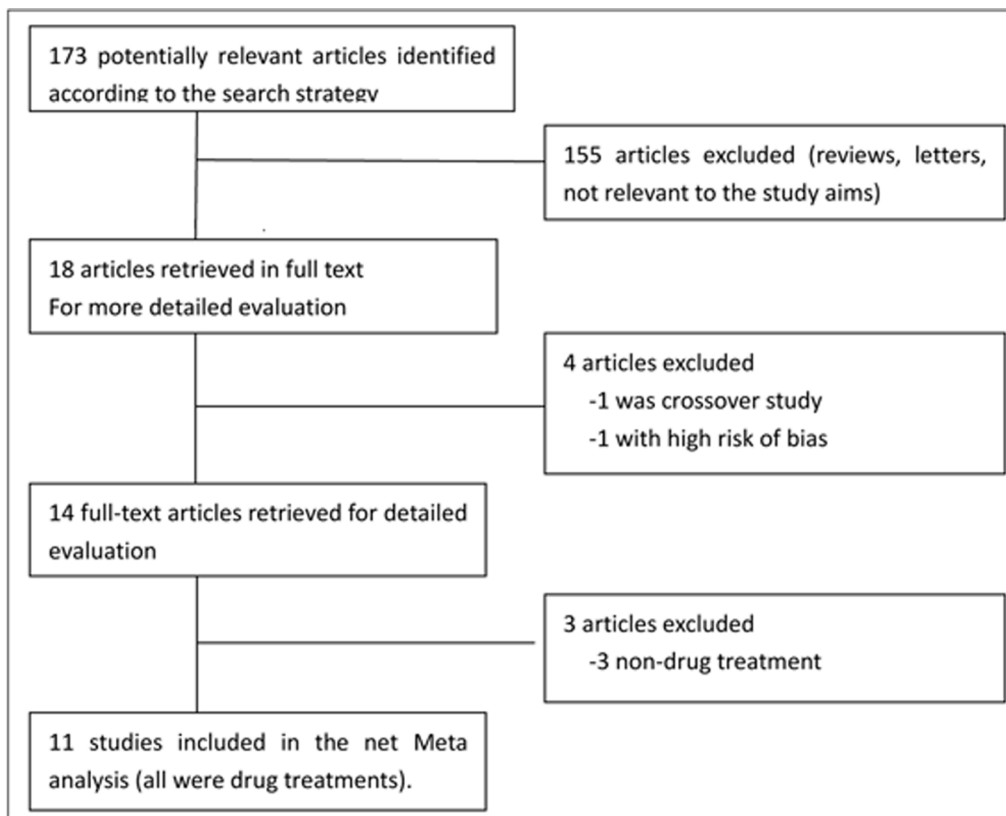 173 potentially relevant articles identified
according to the search strategy
155 articles excluded (reviews, letters,
not relevant to the study aims)
18 articles retrieved in full text
For more detailed evaluation
4 articles excluded
-1 was crossover study
-1 with high risk of bias
14 full-text articles retrieved for detailed
evaluation
3 articles excluded
-3 non-drug treatment
11 studies included in the net Meta
analysis (all were drug treatments).